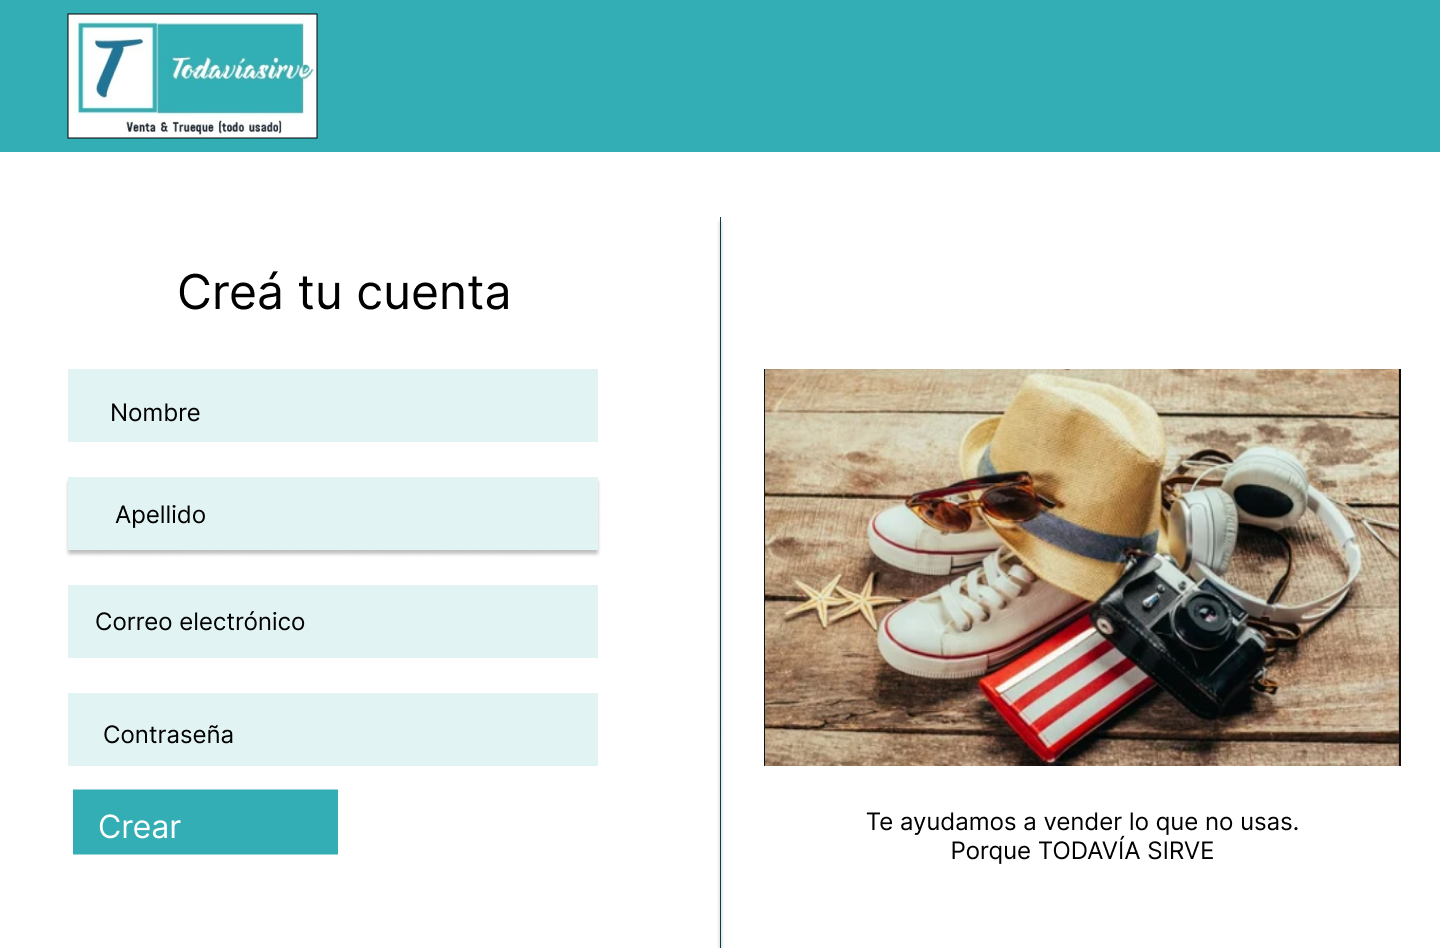 T
Todavíasirve
Venta & Trueque (todo usado)
Creá tu cuenta
Nombre
Apellido
Correo electrónico
Contraseña
Crear
Te ayudamos a vender lo que no usas.
Porque TODAVÍA SIRVE